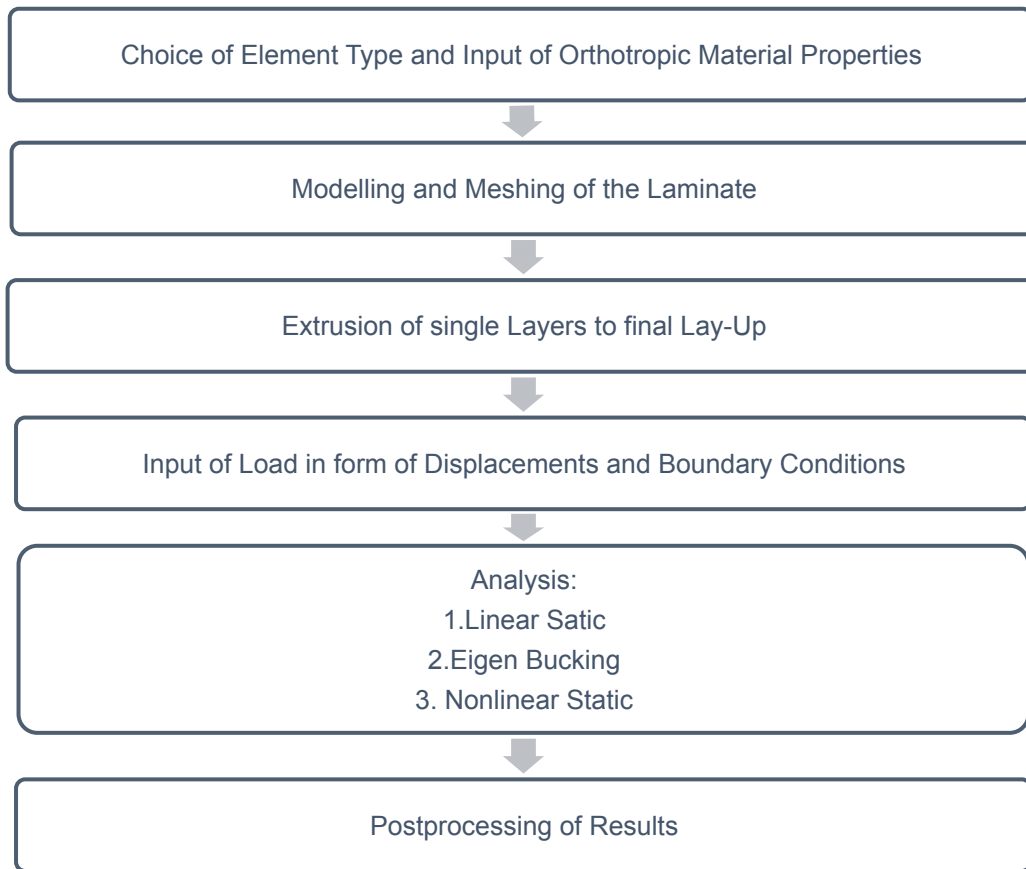 Choice of Element Type and Input of Orthotropic Material Properties
Modelling and Meshing of the Laminate
Extrusion of single Layers to final Lay-Up
Input of Load in form of Displacements and Boundary Conditions
Analysis:
1.Linear Satic
2.Eigen Bucking
3. Nonlinear Static
Postprocessing of Results